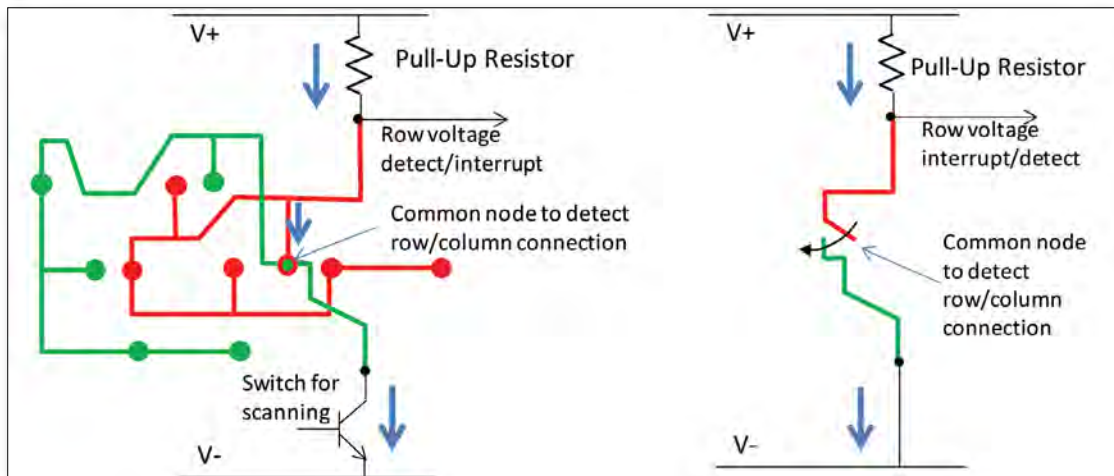 V+
Pull-Up Resistor
Row voltage
detect/interrupt
Common node to detect
row/column connection
Switch for
scanning
V-
V+
Pull-Up Resistor
Row voltage
interrupt/detect
Common node
to detect
row/column
connection
V-